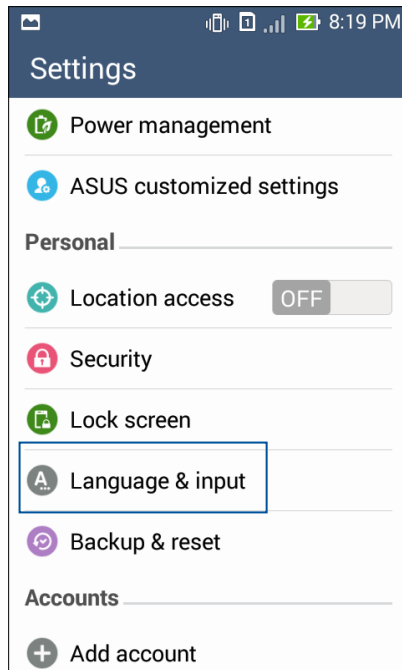 1 8:19 PM
Settings
Power management
ASUS customized settings
Personal
Location access OFF
Security
Lock screen
A... Language & input
Backup & reset
Accounts
Add account